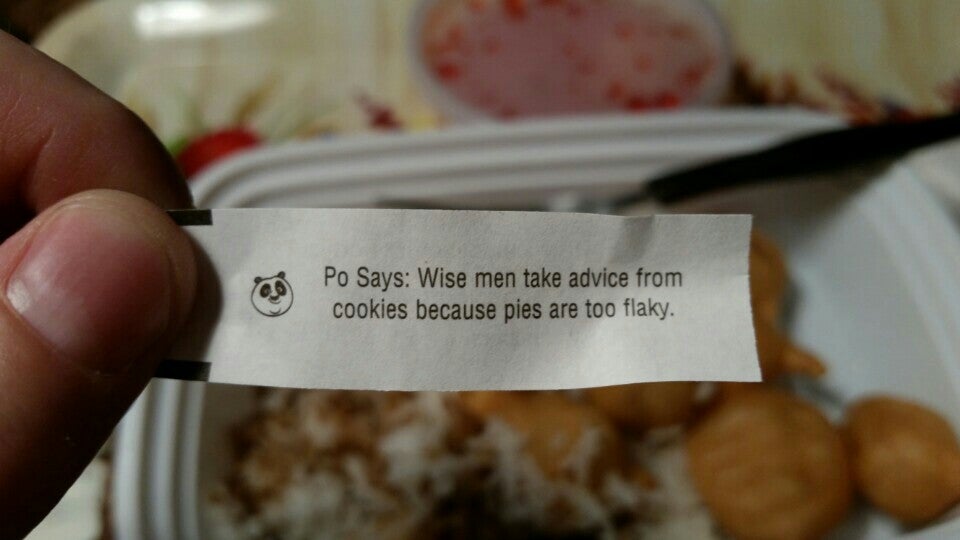 Po Says: Wise men take advice from
cookies because pies are too flaky.